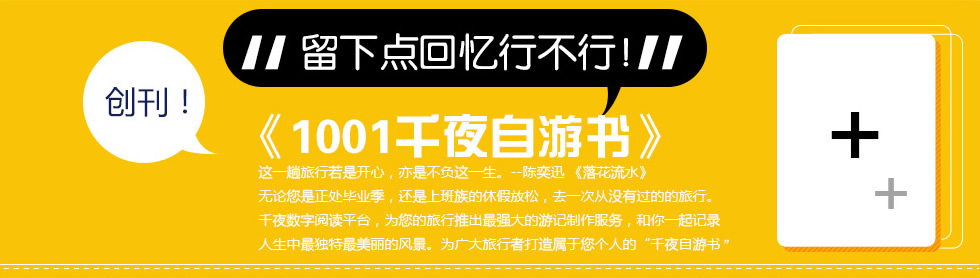 〃留下点回忆行不行!〃
创刊！
《1001千夜自游书》
这一趟旅行若是开心，亦是不负这一生。--陈奕迅 《落花流水》
无论您是正处毕业季，还是上班族的休假放松，去一次从没有过的的旅行。
千夜数字阅读平台，为您的旅行推出最强大的游记制作服务，和你一起记录
人生中最独特最美丽的风景。为广大旅行者打造属于您个人的“千夜自游书”